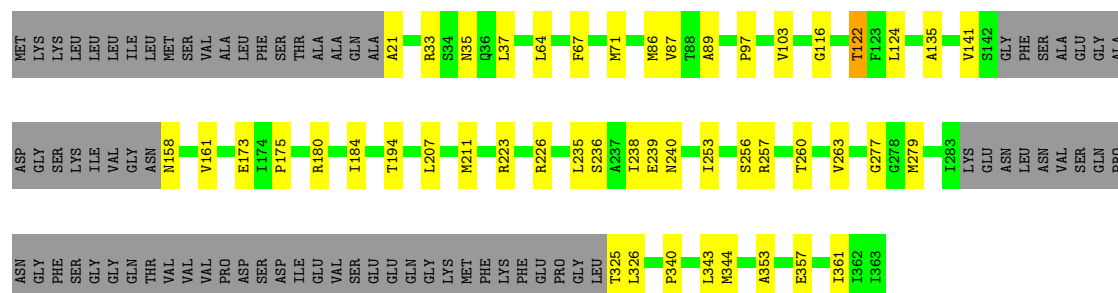 MET LYS LYS LEU LEU LEU ILE LEU MET SER VAL ALA LEU PHE SER THR ALA ALA GLN ALA A21 R33 S34 N35 Q36 L37 L64 F67 M71 M86 V87 T88 A89 P97 V103 G116 T122 F123 L124 A135 V141 S142 GLY PHE SER ALA GLU GLY ALA
ASP GLY SER LYS ILE VAL GLY ASN N158 V161 E173 I174 P175 R180 I184 T194 L207 M211 R223 R226 L235 S236 A237 I238 E239 N240 I253 S256 R257 T260 V263 G277 G278 M279 I283 LYS GLU ASN LEU ASN VAL SER GLN PRO
ASN GLY PHE SER GLY GLY GLN THR VAL VAL VAL PRO ASP SER ASP ILE GLU VAL SER GLU GLU GLN GLY LYS MET PHE LYS PHE GLU PRO GLY LEU T325 L326 P340 L343 M344 A353 E357 I361 I362 I363